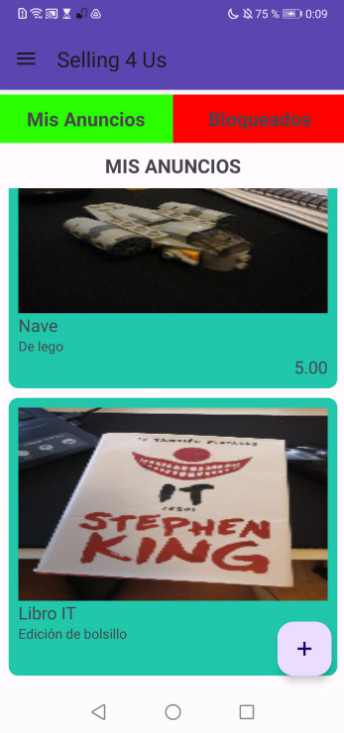 75 % 0:09
Selling 4 Us
Mis Anuncios Bloqueados
MIS ANUNCIOS
Nave
De lego
5.00
IT
STEPHEN
KING
Libro IT
Edición de bolsillo
+